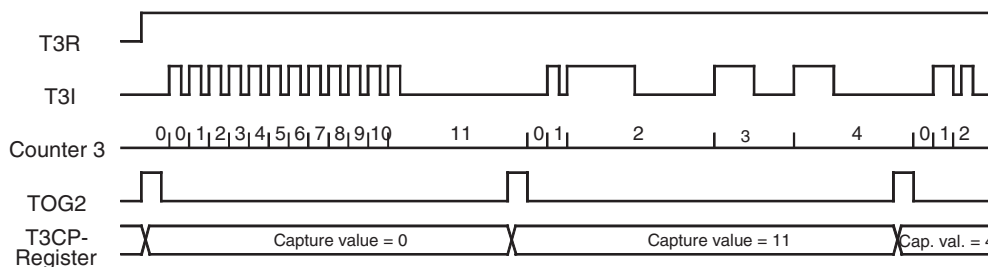 T3R
T3I
Counter 3 0 0 1 2 3 4 5 6 7 8 9 10 11 0 1 2 3 4 0 1 2
TOG2
T3CP-
Register
Capture value = 0 Capture value = 11 Cap. val. = 4